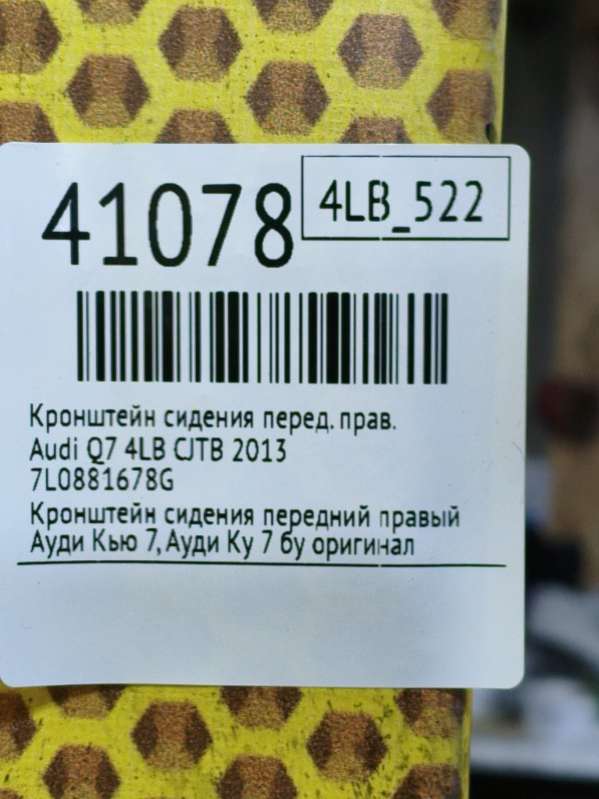 41078
4LB_522
Кронштейн сидения перед. прав.
Audi Q7 4LB CJTB 2013
7L0881678G
Кронштейн сидения передний правый
Ауди Кью 7, Ауди Ку 7 бу оригинал